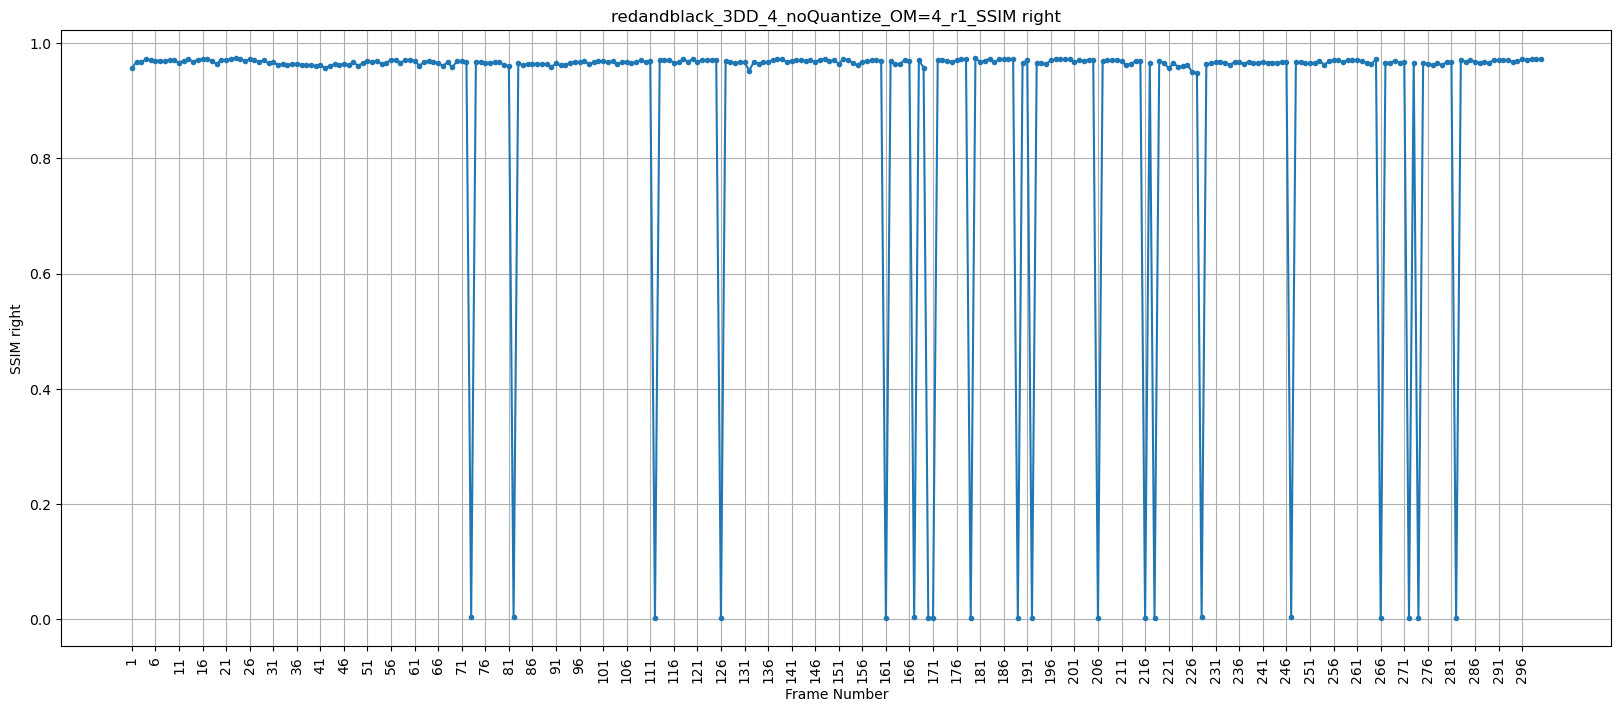 redandblack_3DD_4_noQuantize_OM=4_r1_SSIM right
SSIM right
1.0
0.8
0.6
0.4
0.2
0.0
1 6 11 16 21 26 31 36 41 46 51 56 61 66 71 76 81 86 91 96 101 106 111 116 121 126 131 136 141 146 151 156 161 166 171 176 181 186 191 196 201 206 211 216 221 226 231 236 241 246 251 256 261 266 271 276 281 286 291 296
Frame Number